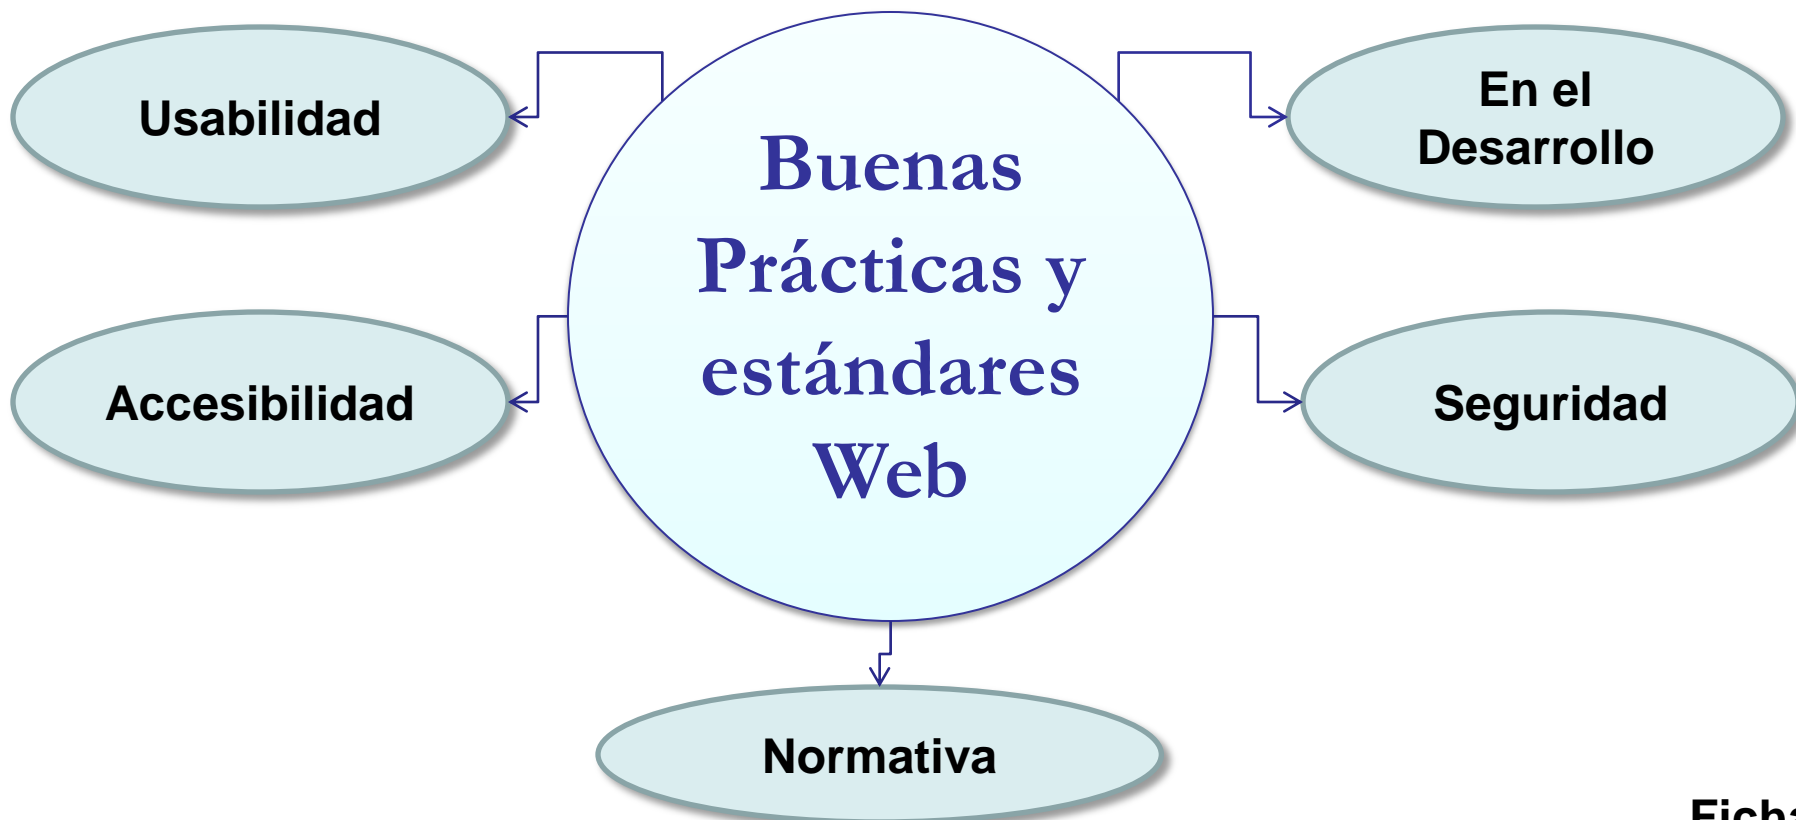 Usabilidad
En el
Desarrollo
Buenas
Prácticas y
estándares
Web
Accesibilidad
Seguridad
Normativa